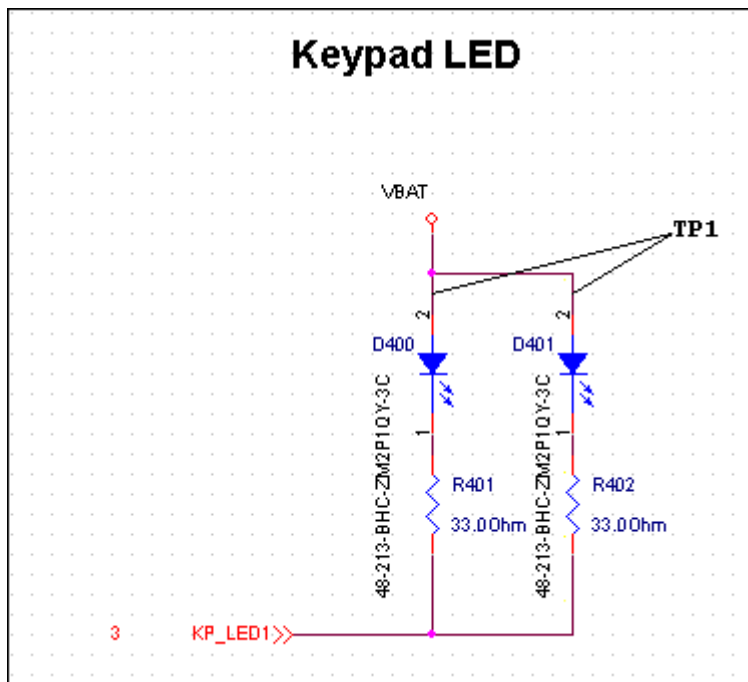 Keypad LED
VBAT
TP1
2
2
D400
D401
48-213-BHC-ZM2P1QY-3C
48-213-BHC-ZM2P1QY-3C
1
1
R401
R402
33.0Ohm
33.0Ohm
3 KP_LED1